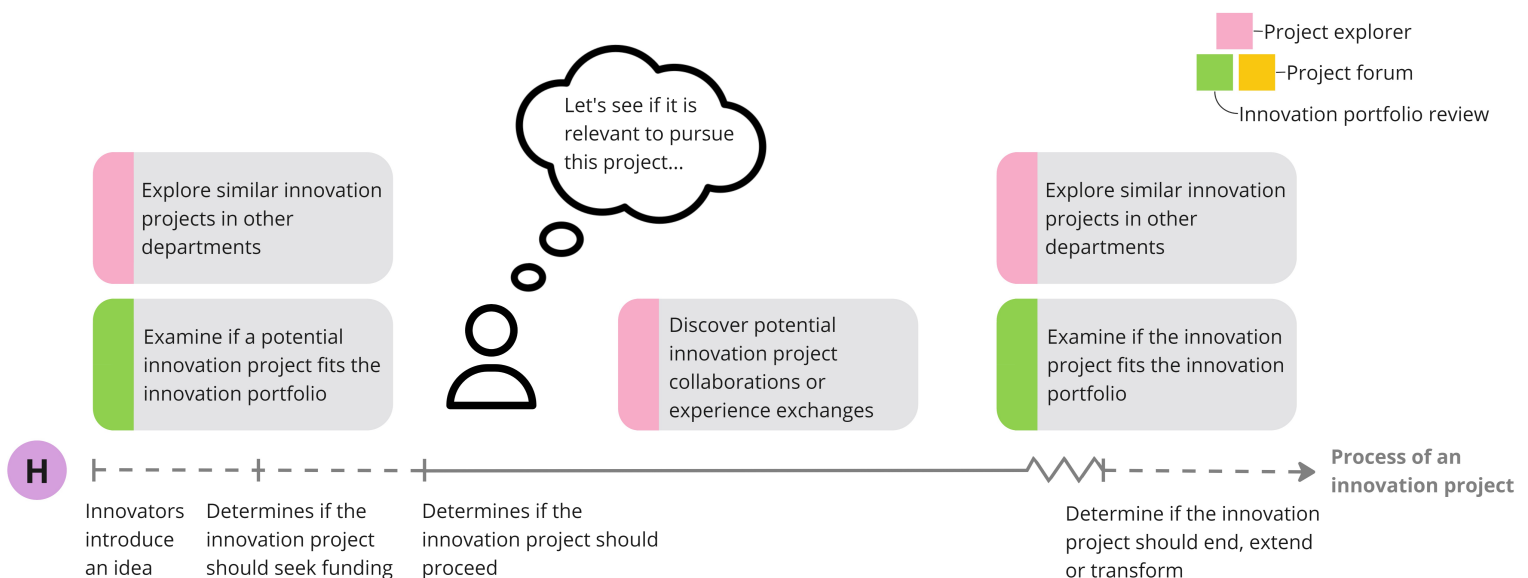 Project explorer
Project forum
Innovation portfolio review
Let's see if it is
relevant to pursue
this project...
Explore similar innovation
projects in other
departments
Examine if a potential
innovation project fits the
innovation portfolio
Discover potential
innovation project
collaborations or
experience exchanges
Explore similar innovation
projects in other
departments
Examine if the innovation
project fits the innovation
portfolio
H
Process of an
innovation project
Innovators
introduce
an idea
Determines if the
innovation project
should seek funding
Determines if the
innovation project should
proceed
Determine if the innovation
project should end, extend
or transform